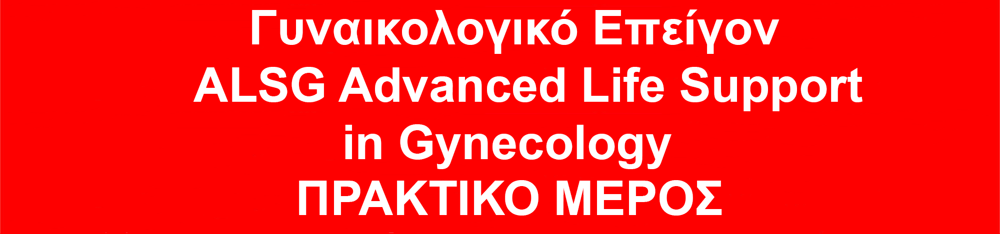 Γυναικολογικό Επείγον
ALSG Advanced Life Support
in Gynecology
ΠΡΑΚΤΙΚΟ ΜΕΡΟΣ